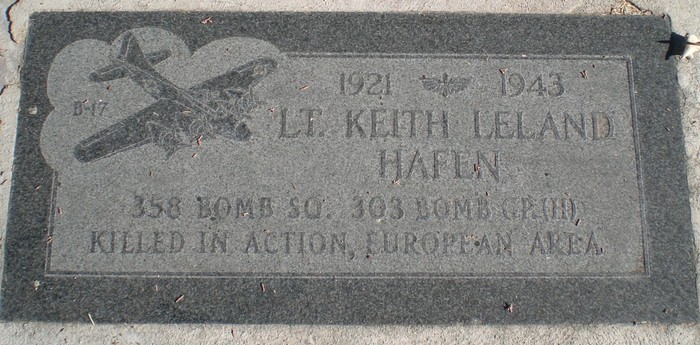 B-17
1921 1943
LT. KEITH LELAND
HAFEN
358 BOMB SQ. 303 BOMB GP. (H)
KILLED IN ACTION, EUROPEAN AREA